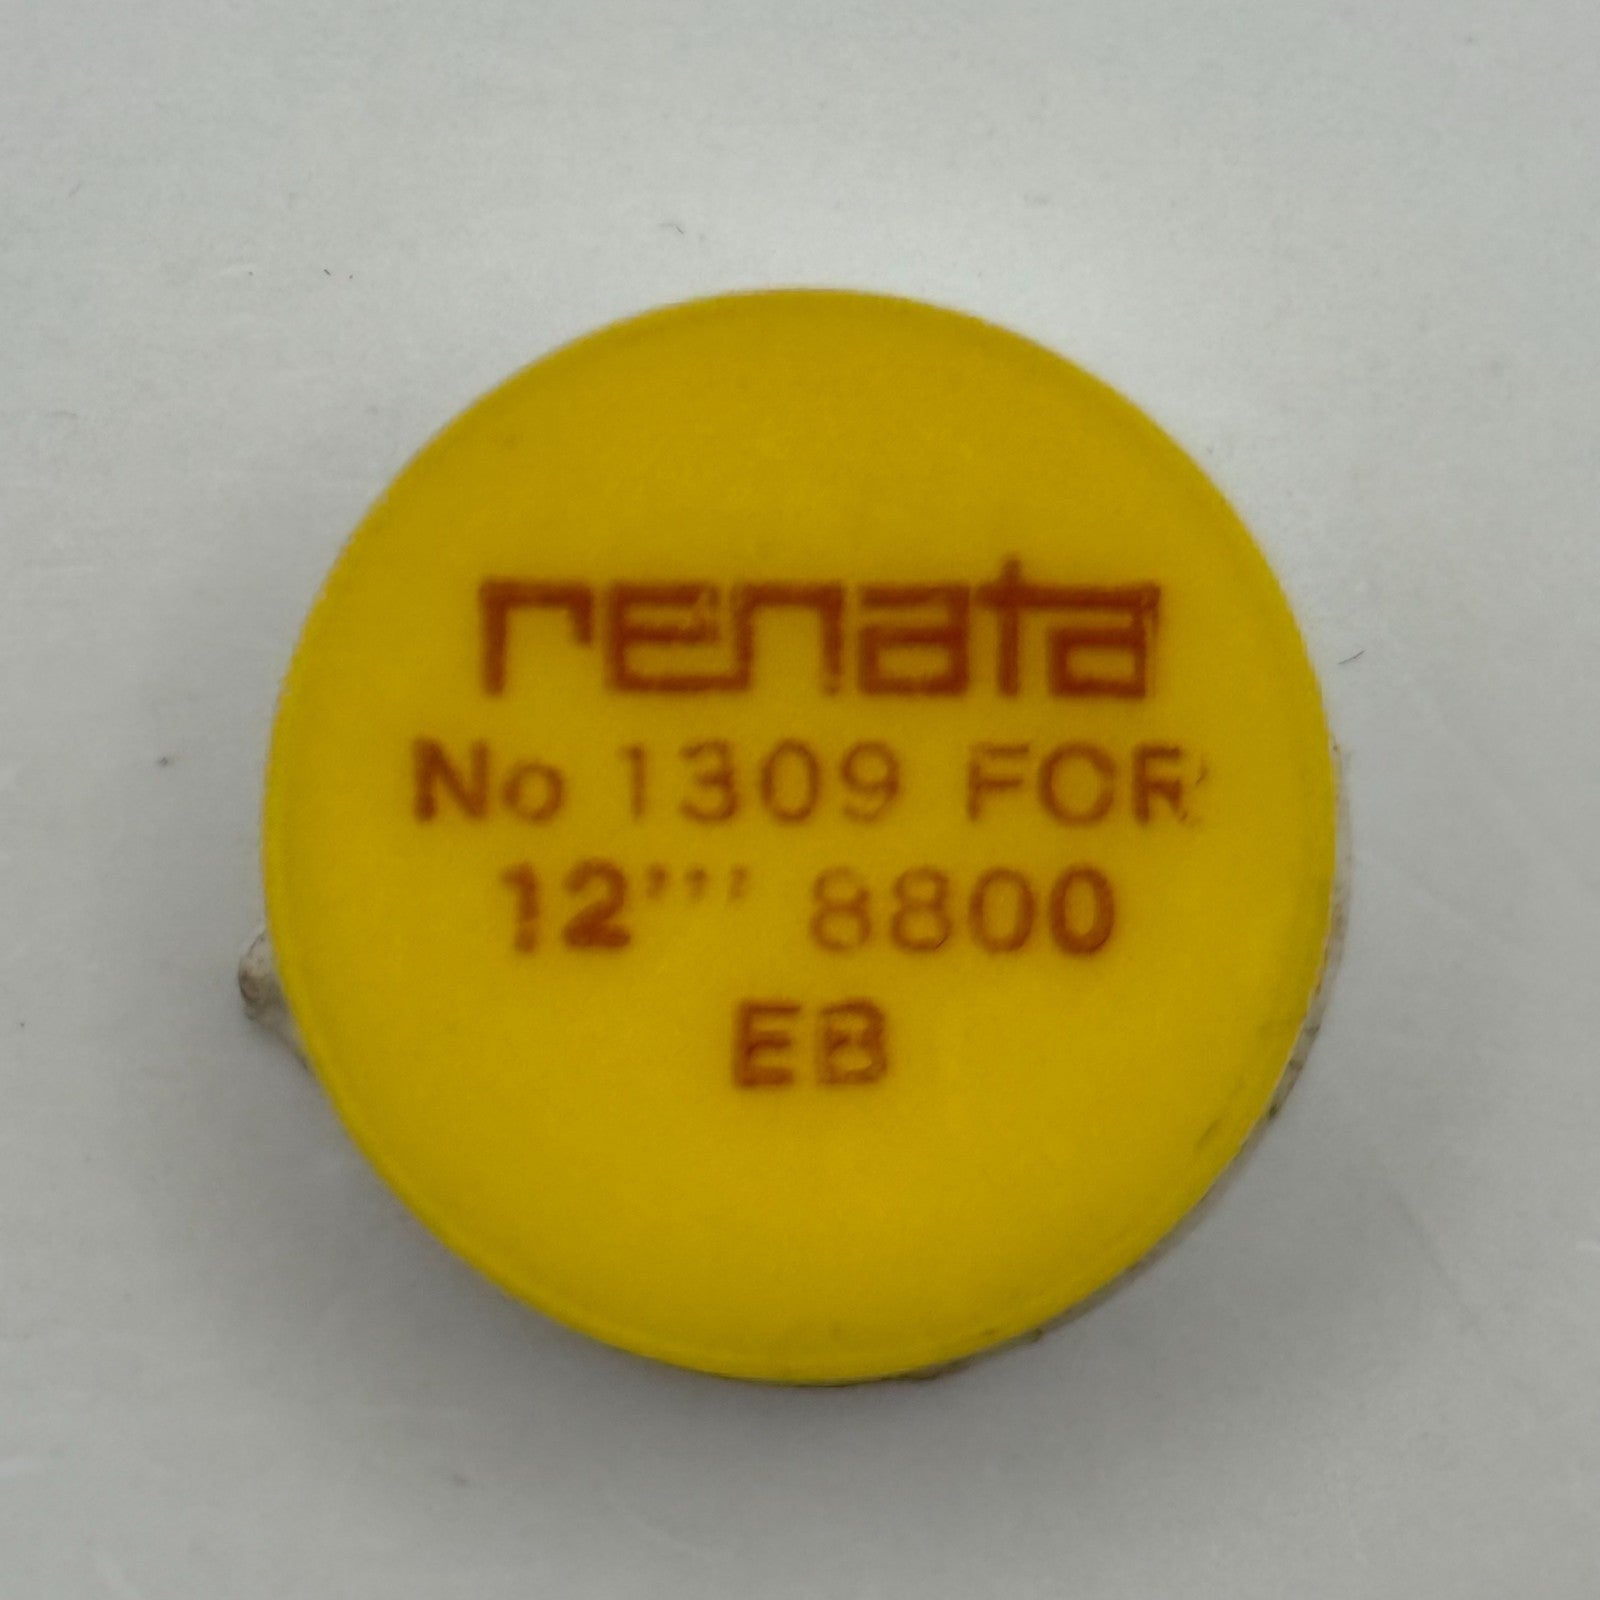 renata
No 1309 FOR
12''' 8800
EB